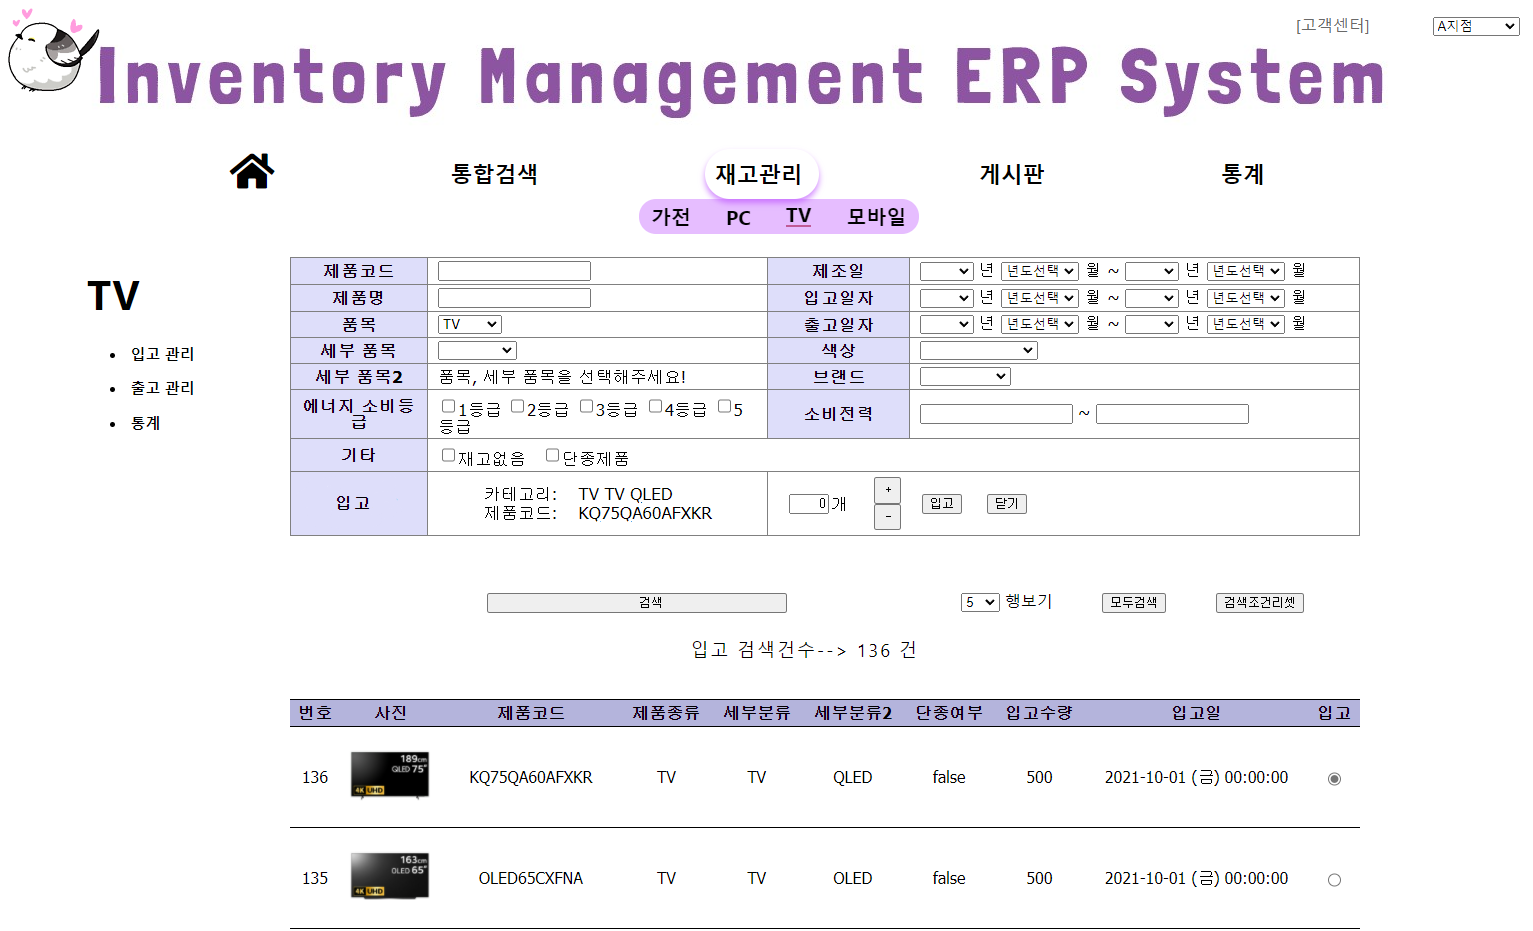 [고객센터] A지점
Inventory Management ERP System
통합검색 재고관리 게시판 통계
가전 PC TV 모바일
TV
입고 관리
출고 관리
통계
제품코드 제조일 년 년도선택 월 ~ 년 년도선택 월
제품명 입고일자 년 년도선택 월 ~ 년 년도선택 월
품목 TV 출고일자 년 년도선택 월 ~ 년 년도선택 월
세부 품목 색상
세부 품목2 품목, 세부 품목을 선택해주세요! 브랜드
에너지 소비등급 1등급 2등급 3등급 4등급 5등급 소비전력 ~
기타 재고없음 단종제품
입고 카테고리: TV TV QLED
제품코드: KQ75QA60AFXKR
0 개 + - 입고 닫기
검색 5 행보기 모두검색 검색조건리셋
입고 검색건수--> 136 건
번호 사진 제품코드 제품종류 세부분류 세부분류2 단종여부 입고수량 입고일 입고
189cm
QLED 75"
4K UHD
136 KQ75QA60AFXKR TV TV QLED false 500 2021-10-01 (금) 00:00:00
163cm
OLED 65"
4K UHD
135 OLED65CXFNA TV TV OLED false 500 2021-10-01 (금) 00:00:00